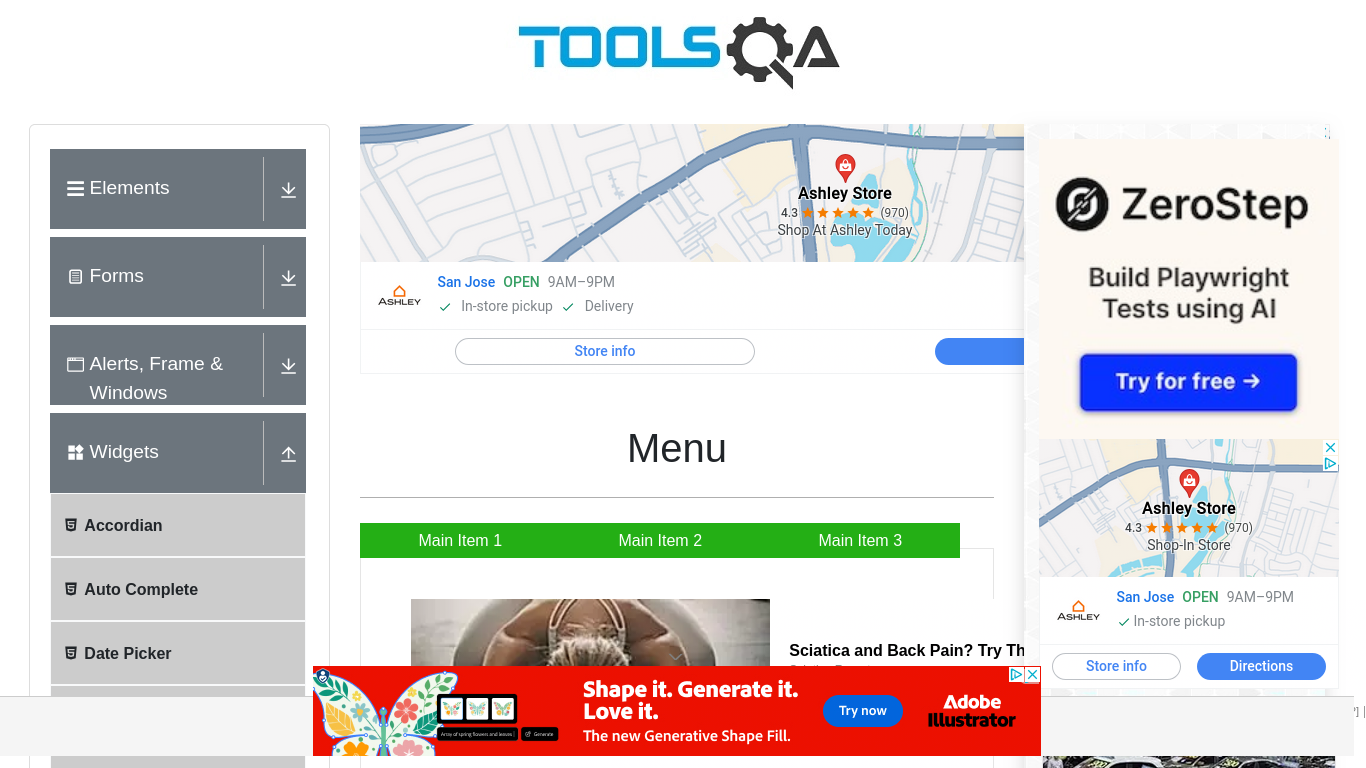 TOOLSQA
Elements
Forms
Alerts, Frame &
Windows
Widgets
Accordian
Auto Complete
Date Picker
Ashley Store
4.3 ★★★★★ (970)
Shop At Ashley Today
ASHLEY
San Jose OPEN 9AM–9PM
In-store pickup Delivery
Store info
Menu
Main Item 1 Main Item 2 Main Item 3
Sciatica and Back Pain? Try Th
ZeroStep
Build Playwright
Tests using AI
Try for free →
Ashley Store
4.3 ★★★★★ (970)
Shop-In Store
ASHLEY
San Jose OPEN 9AM–9PM
In-store pickup
Store info Directions
Array of spring flowers and leaves
Generate
Shape it. Generate it.
Love it.
The new Generative Shape Fill.
Try now
Adobe
Illustrator